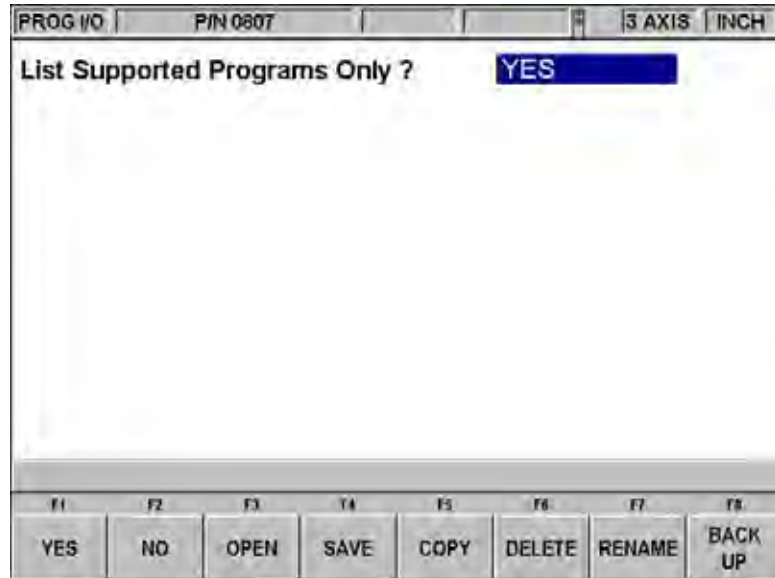 PROG I/O P/N 0807 3 AXIS INCH
List Supported Programs Only ? YES
F1 F2 F3 F4 F5 F6 F7 F8
YES NO OPEN SAVE COPY DELETE RENAME BACK UP